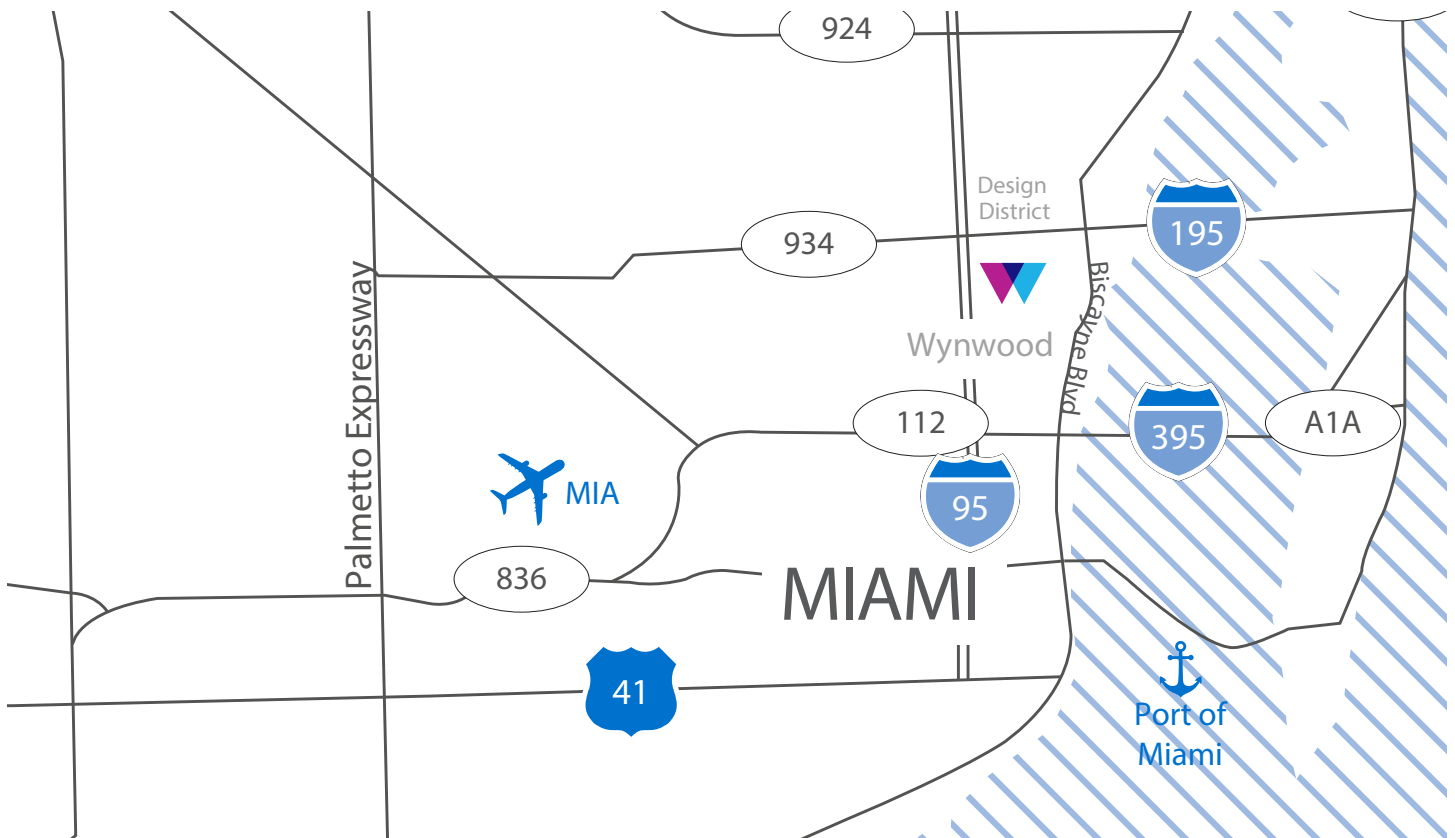 924
Design
District
195
934
Biscayne Blvd
Palmetto Expressway
Wynwood
112
395
A1A
MIA
95
836
MIAMI
41
Port of
Miami